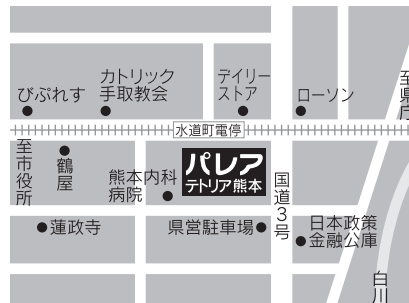 びぷれす
カトリック
手取教会
デイリー
ストア
ローソン
至県庁
水道町電停
至市役所
鶴屋
熊本内科
病院
パレア
テトリア熊本
国道3号
蓮政寺
県営駐車場
日本政策
金融公庫
白川